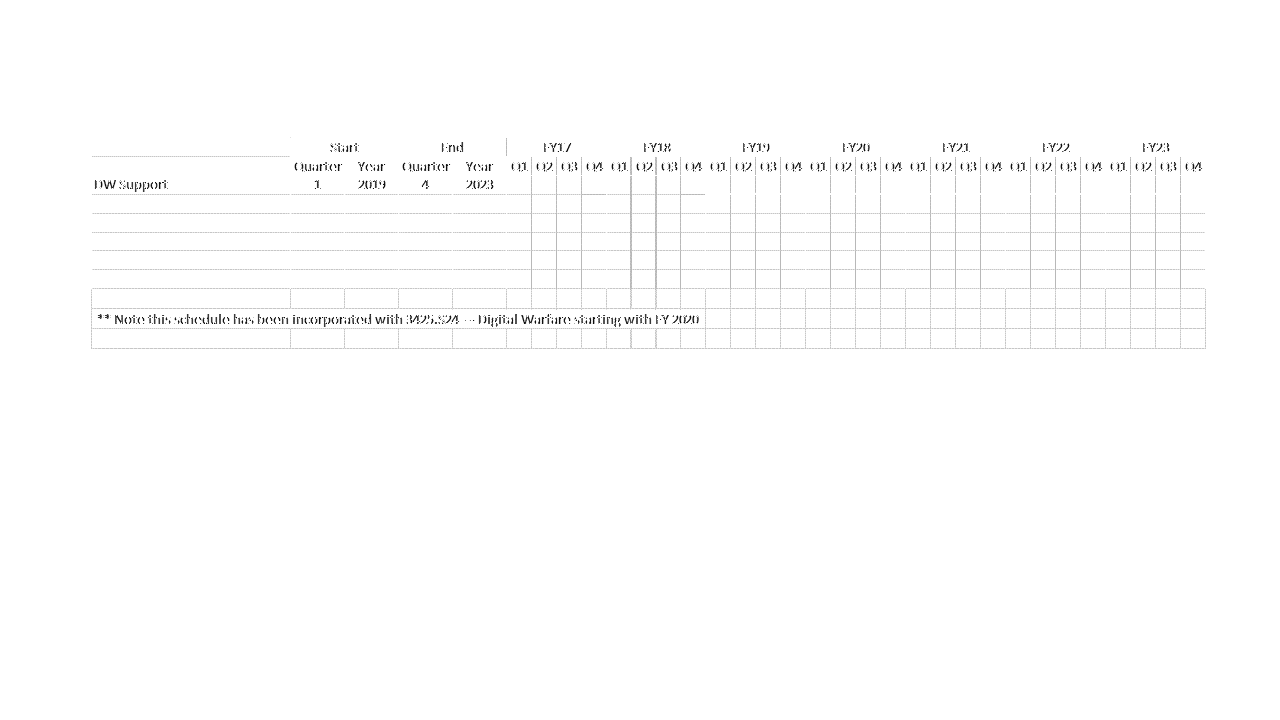 Start End FY17 FY18 FY19 FY20 FY21 FY22 FY23
Quarter Year Quarter Year Q1 Q2 Q3 Q4 Q1 Q2 Q3 Q4 Q1 Q2 Q3 Q4 Q1 Q2 Q3 Q4 Q1 Q2 Q3 Q4 Q1 Q2 Q3 Q4 Q1 Q2 Q3 Q4
DW Support 1 2019 4 2023
** Note this schedule has been incorporated with 3425.S24 --- Digital Warfare starting with FY 2020